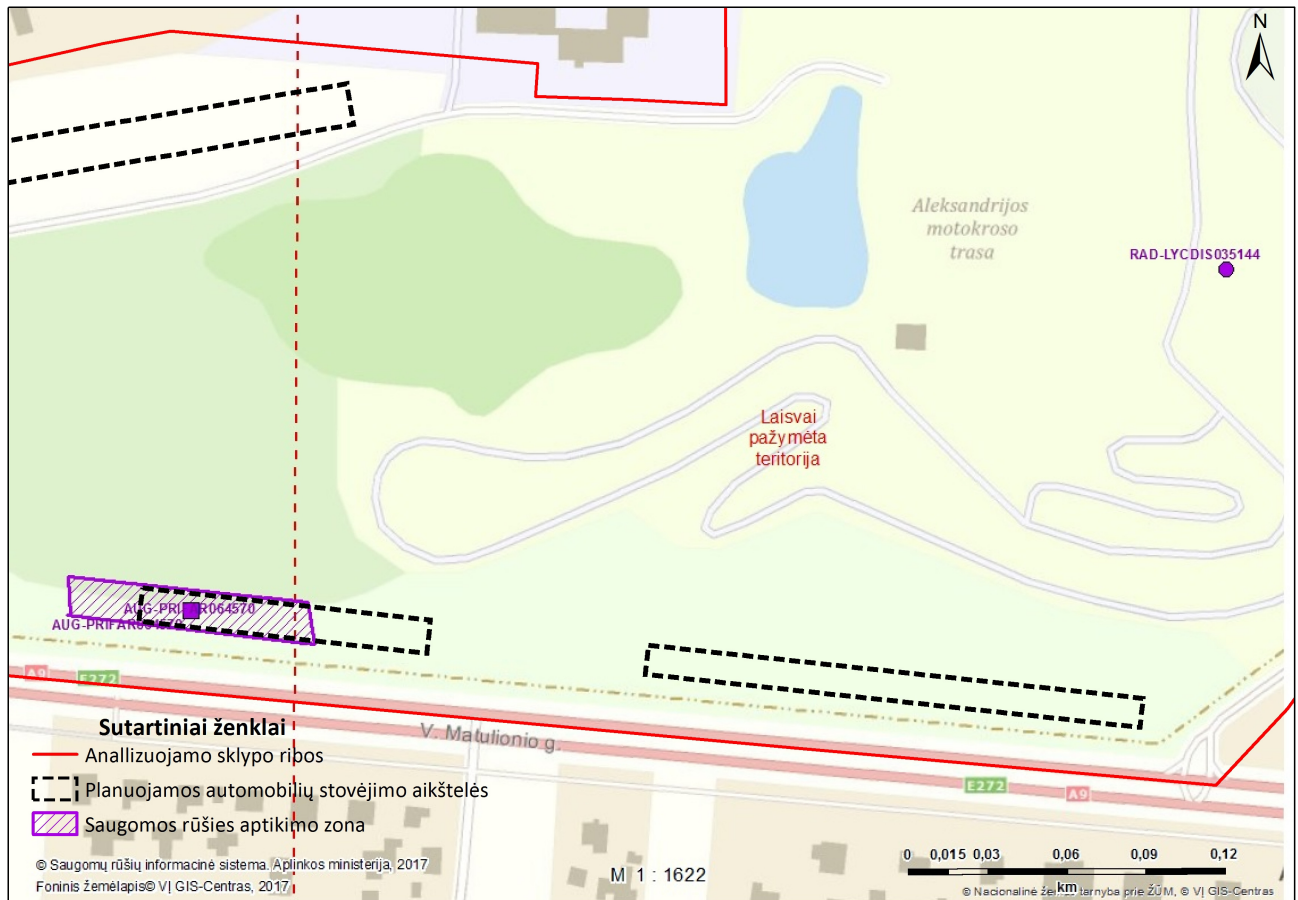 N
Aleksandrijos
motokroso
trasa
RAD-LYCDIS035144
Laisvai
pažymėta
teritorija
AUG-PRIFAR064570
A9
E272
V. Matulionio g.
E272
A9
Sutartiniai ženklai
Anallizuojamo sklypo ribos
Planuojamos automobilių stovėjimo aikštelės
Saugomos rūšies aptikimo zona
© Saugomų rūšių informacinė sistema. Aplinkos ministerija, 2017
Foninis žemėlapis© VĮ GIS-Centras, 2017
M 1 : 1622
0 0,015 0,03 0,06 0,09 0,12
km
© Nacionalinė tarnyba prie ŽŪM, © VĮ GIS-Centras